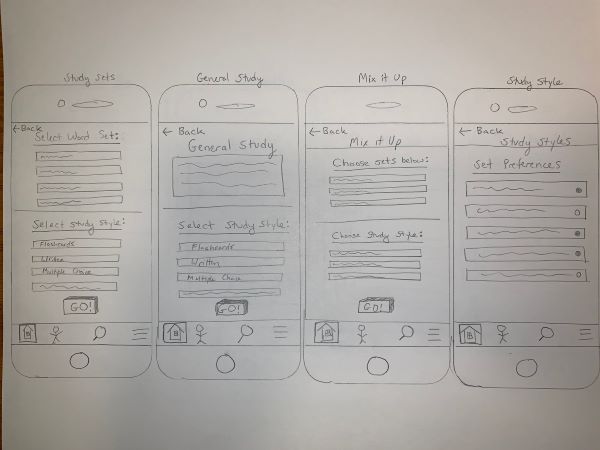 Study Sets
← Back
Select Word Set:
Select Study Style:
Flashcards
Written
Multiple Choice
GO!
General Study
← Back
General Study
Select Study Style:
Flashcards
Written
Multiple Choice
GO!
Mix it Up
← Back
Mix it Up
Choose sets below:
Choose Study Style:
GO!
Study Style
← Back
Study Styles
Set Preferences